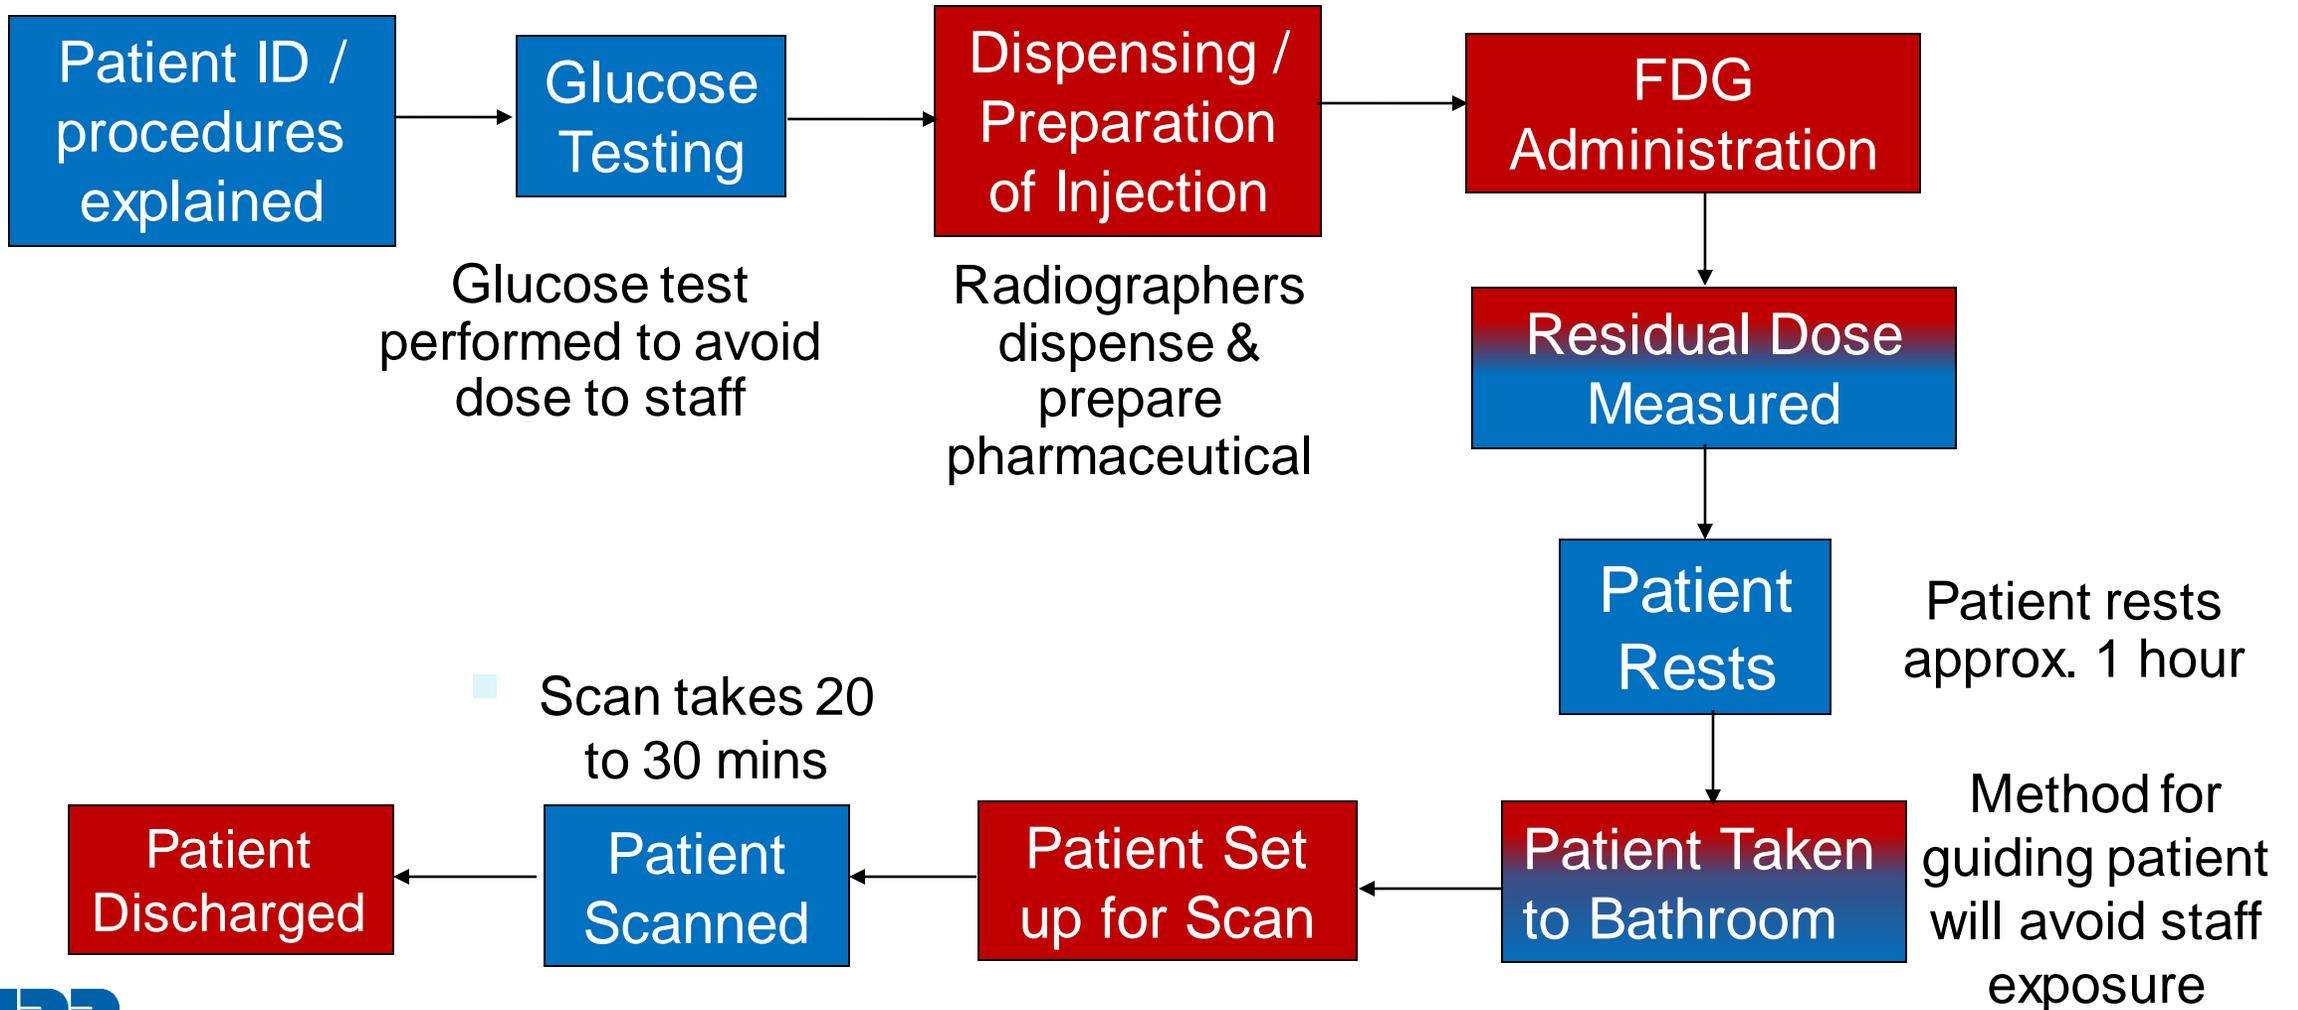 Patient ID /
procedures
explained
Glucose
Testing
Dispensing /
Preparation
of Injection
FDG
Administration
Glucose test
performed to avoid
dose to staff
Radiographers
dispense &
prepare
pharmaceutical
Residual Dose
Measured
Patient
Rests
Patient rests
approx. 1 hour
Scan takes 20
to 30 mins
Patient
Discharged
Patient
Scanned
Patient Set
up for Scan
Patient Taken
to Bathroom
Method for
guiding patient
will avoid staff
exposure